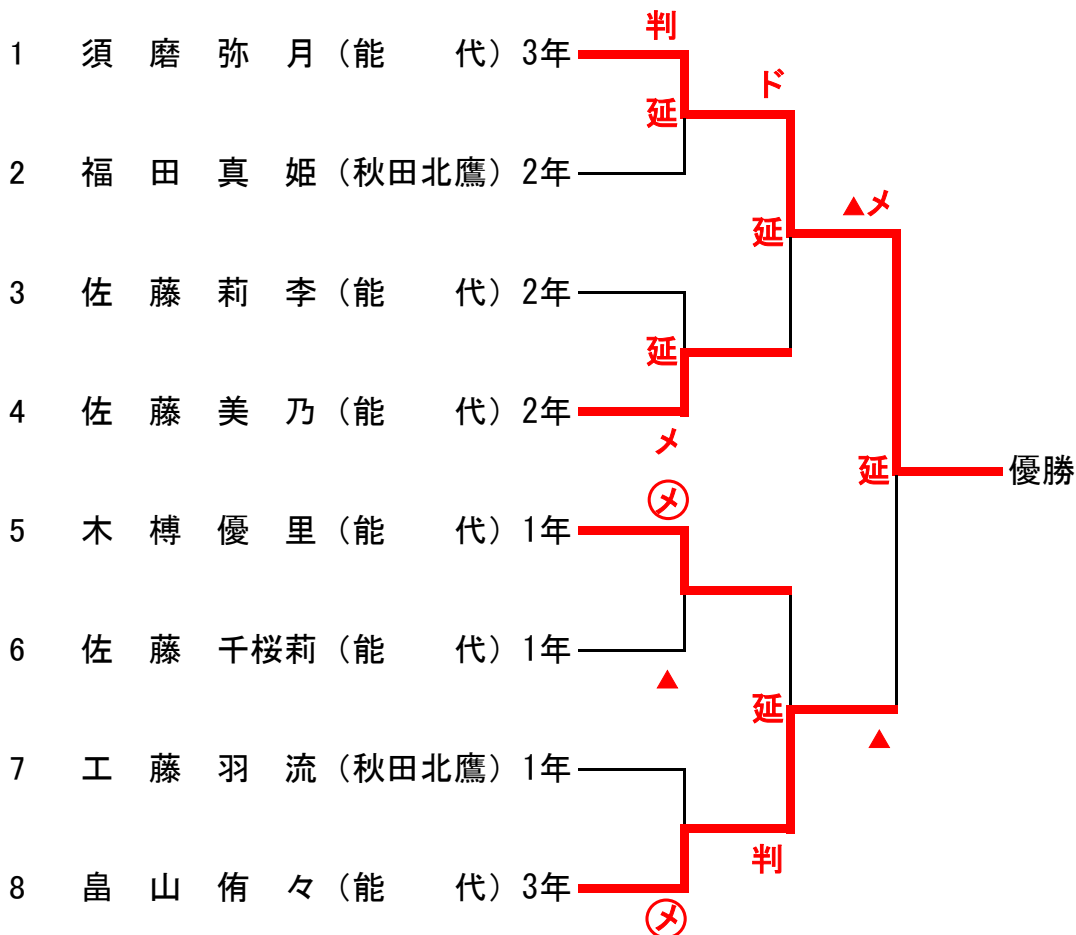 判
1 須磨弥月(能代)3年
ド
延
2 福田真姫(秋田北鷹)2年
▲メ
延
3 佐藤莉李(能代)2年
延
4 佐藤美乃(能代)2年
メ
延 優勝
㋱
5 木榑優里(能代)1年
6 佐藤千桜莉(能代)1年
▲
延
▲
7 工藤羽流(秋田北鷹)1年
判
8 畠山侑々(能代)3年
㋱